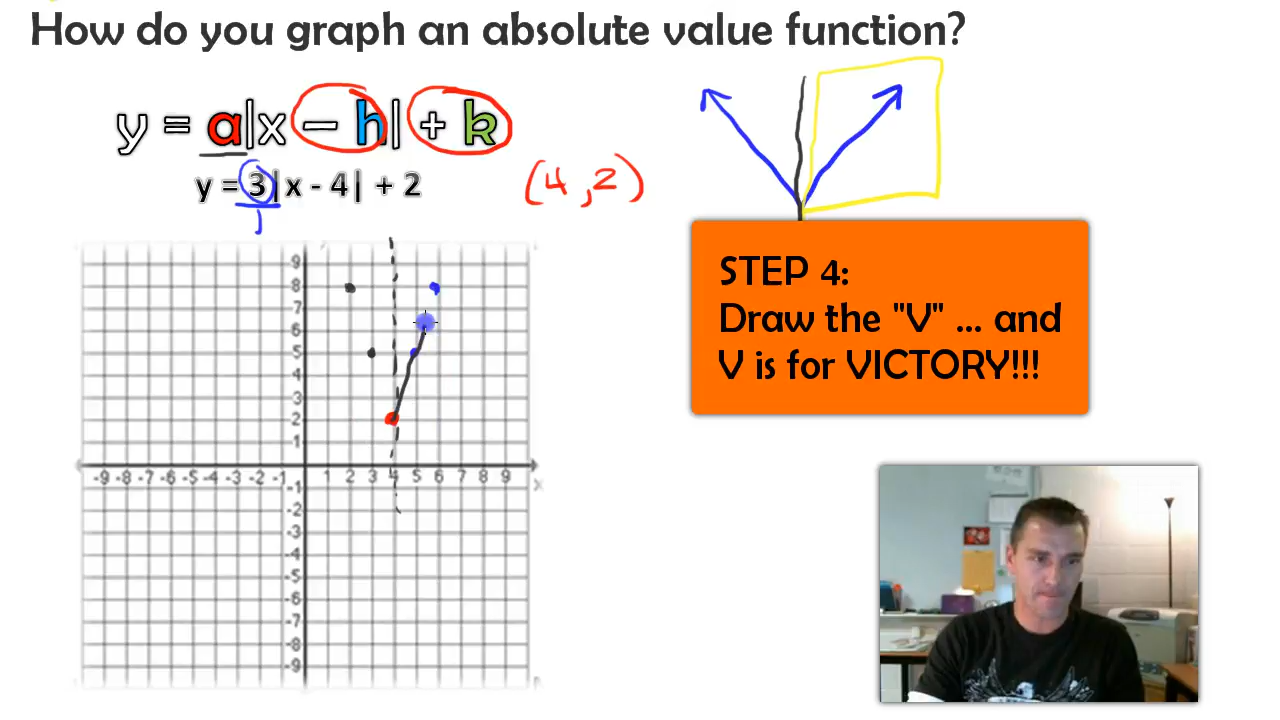 How do you graph an absolute value function?
y = a|x – h| + k
y = 3|x - 4| + 2
1
(4, 2)
STEP 4:
Draw the "V" ... and
V is for VICTORY!!!
9
8
7
6
5
3
2
1
-9 -8 -7 -6 -5 -4 -3 -2 -1 1 2 3 4 5 6 7 8 9
x
-1
-2
-3
-4
-5
-6
-7
-8
-9